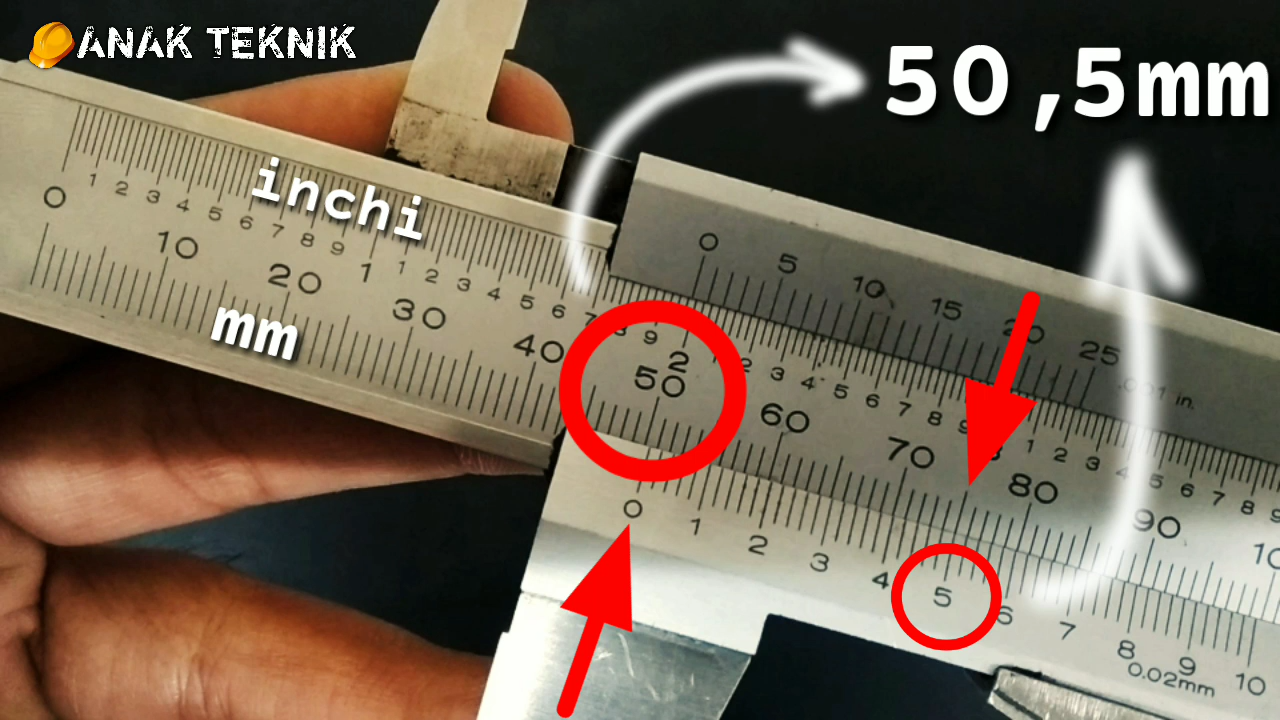 ANAK TEKNIK
50,5mm
inchi
0 1 2 3 4 5 6 7 8 9 1 1 2 3 4 5 6 7 8 9 2 1 2 3 4 5 6 7 8 9
1 2 3 4 5 6 7 8 9
0 5 10 15 20 25
.001 in.
mm
10 20 30 40 50 60 70 80 90
0 1 2 3 4 5 6 7 8 9 10
0.02mm